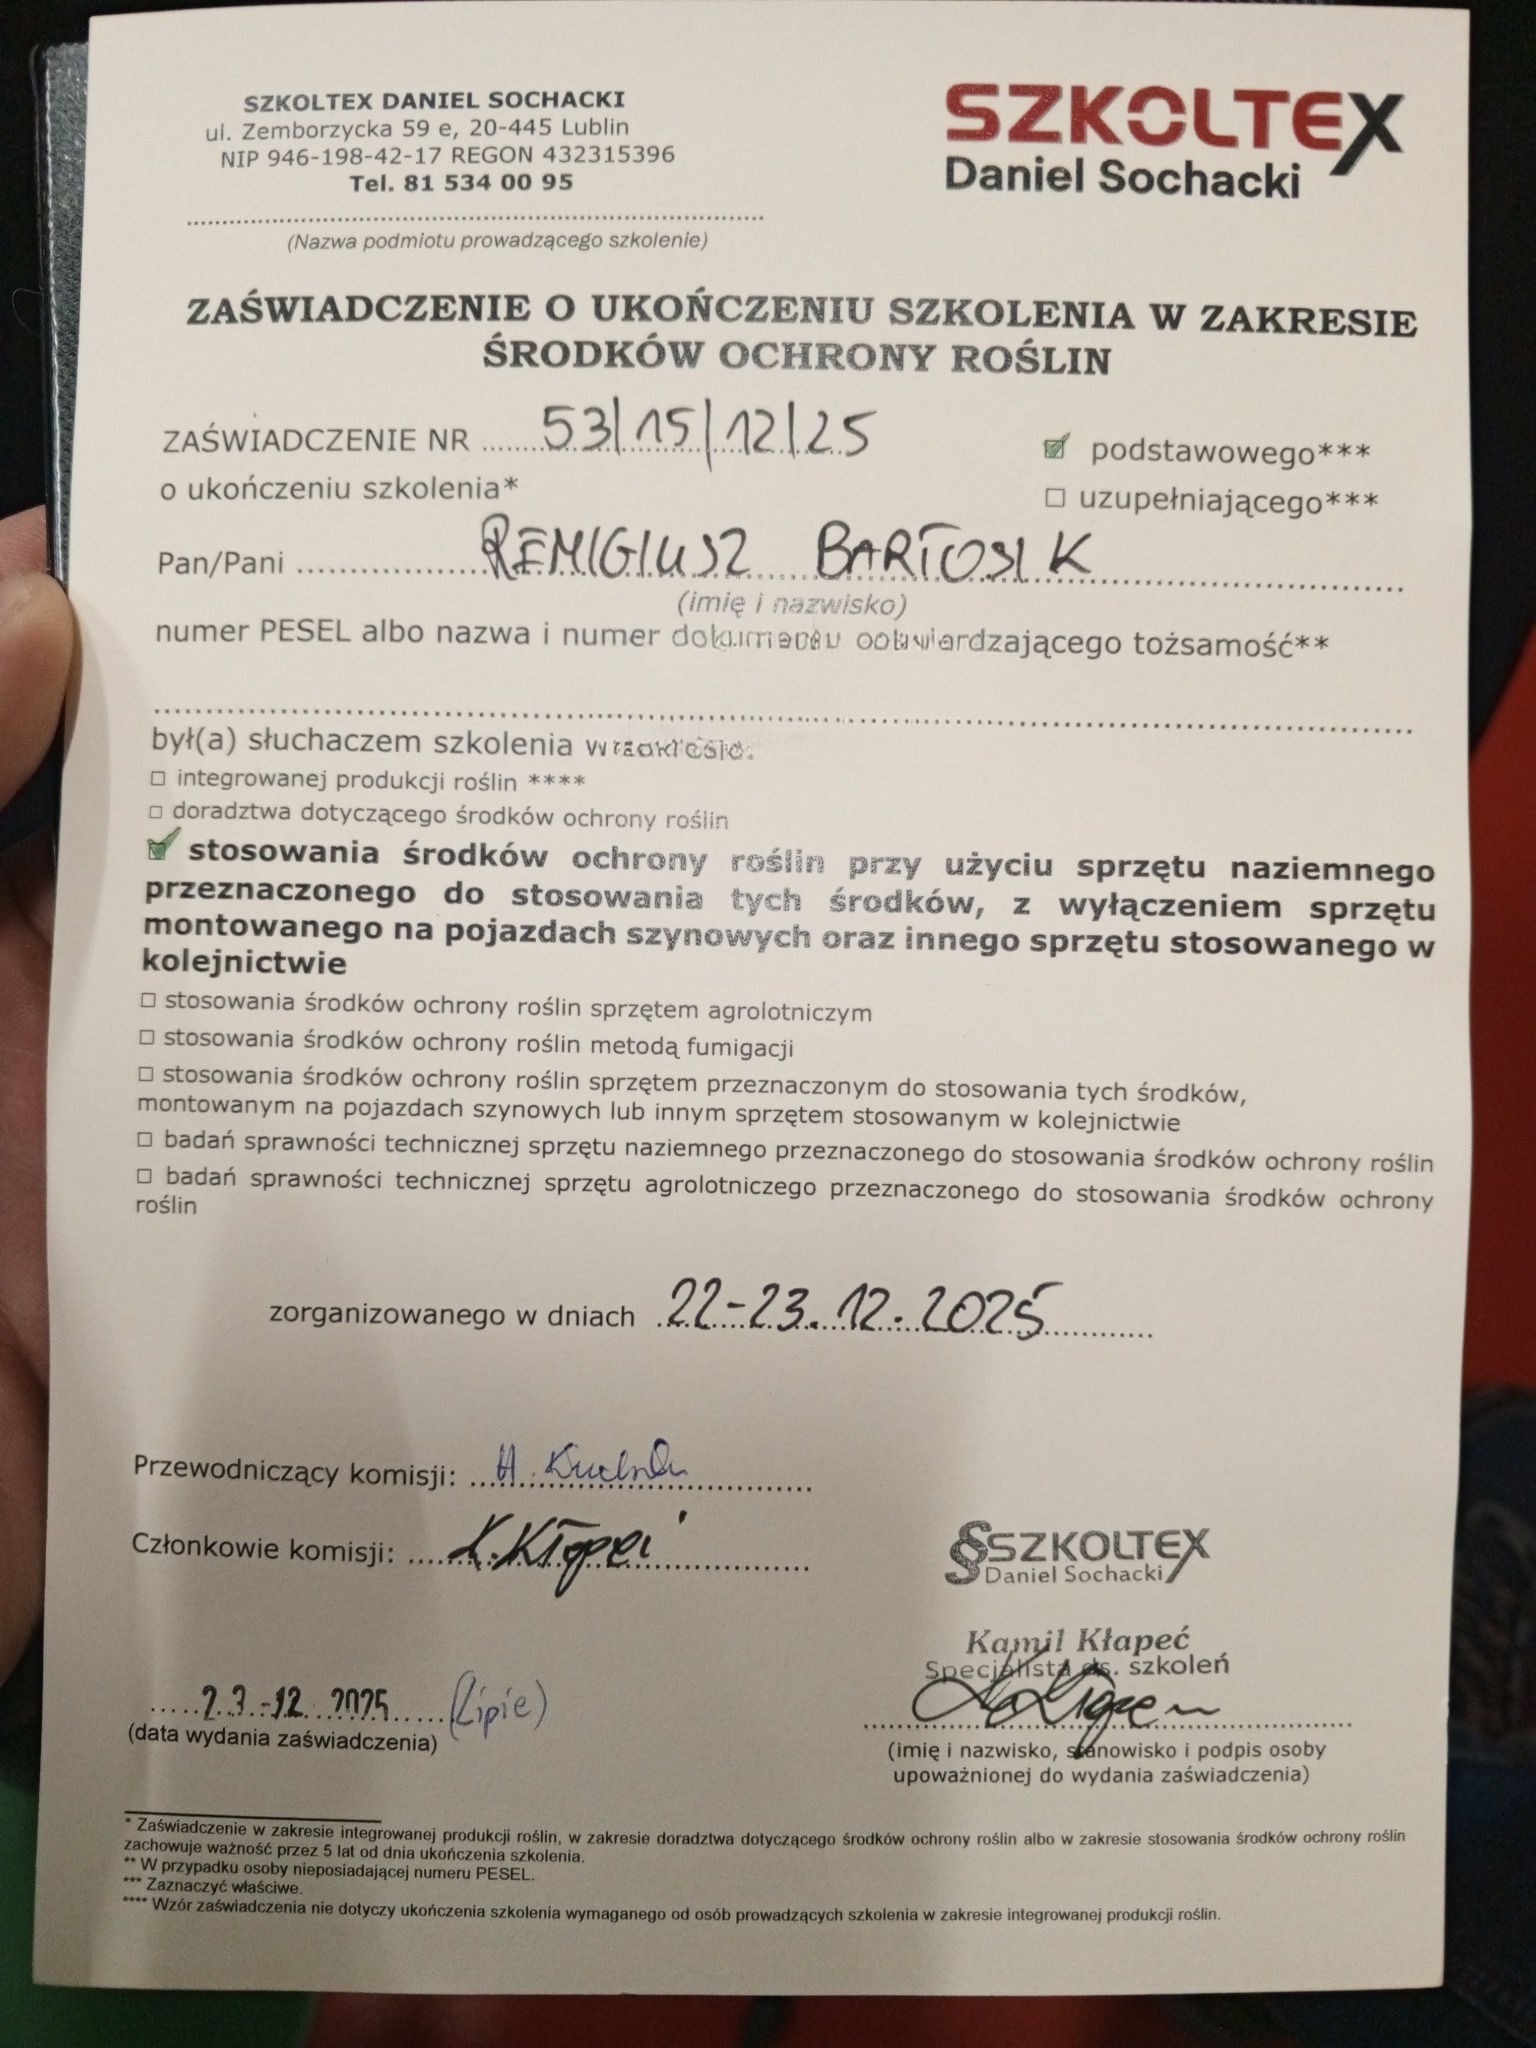 SZKOLTEX DANIEL SOCHACKI
ul. Zemborzycka 59 e, 20-445 Lublin
NIP 946-198-42-17 REGON 432315396
Tel. 81 534 00 95
(Nazwa podmiotu prowadzącego szkolenie)
SZKOLTEX
Daniel Sochacki
ZAŚWIADCZENIE O UKOŃCZENIU SZKOLENIA W ZAKRESIE
ŚRODKÓW OCHRONY ROŚLIN
ZAŚWIADCZENIE NR 53|15|12|25
podstawowego***
o ukończeniu szkolenia*
uzupełniającego***
Pan/Pani REMIGIUSZ BARTOSIK
(imię i nazwisko)
numer PESEL albo nazwa i numer dokumentu potwierdzającego tożsamość**
był(a) słuchaczem szkolenia w zakresie:
integrowanej produkcji roślin ****
doradztwa dotyczącego środków ochrony roślin
stosowania środków ochrony roślin przy użyciu sprzętu naziemnego
przeznaczonego do stosowania tych środków, z wyłączeniem sprzętu
montowanego na pojazdach szynowych oraz innego sprzętu stosowanego w
kolejnictwie
stosowania środków ochrony roślin sprzętem agrolotniczym
stosowania środków ochrony roślin metodą fumigacji
stosowania środków ochrony roślin sprzętem przeznaczonym do stosowania tych środków,
montowanym na pojazdach szynowych lub innym sprzętem stosowanym w kolejnictwie
badań sprawności technicznej sprzętu naziemnego przeznaczonego do stosowania środków ochrony roślin
badań sprawności technicznej sprzętu agrolotniczego przeznaczonego do stosowania środków ochrony
roślin
zorganizowanego w dniach 22-23.12.2025
Przewodniczący komisji:
Członkowie komisji: K. Kłapeć
SZKOLTEX
Daniel Sochacki
Kamil Kłapeć
Specjalista ds. szkoleń
23 -12- 2025 (Lipie)
(data wydania zaświadczenia)
(imię i nazwisko, stanowisko i podpis osoby
upoważnionej do wydania zaświadczenia)
* Zaświadczenie w zakresie integrowanej produkcji roślin, w zakresie doradztwa dotyczącego środków ochrony roślin albo w zakresie stosowania środków ochrony roślin
zachowuje ważność przez 5 lat od dnia ukończenia szkolenia.
** W przypadku osoby nieposiadającej numeru PESEL.
*** Zaznaczyć właściwe.
**** Wzór zaświadczenia nie dotyczy ukończenia szkolenia wymaganego od osób prowadzących szkolenia w zakresie integrowanej produkcji roślin.